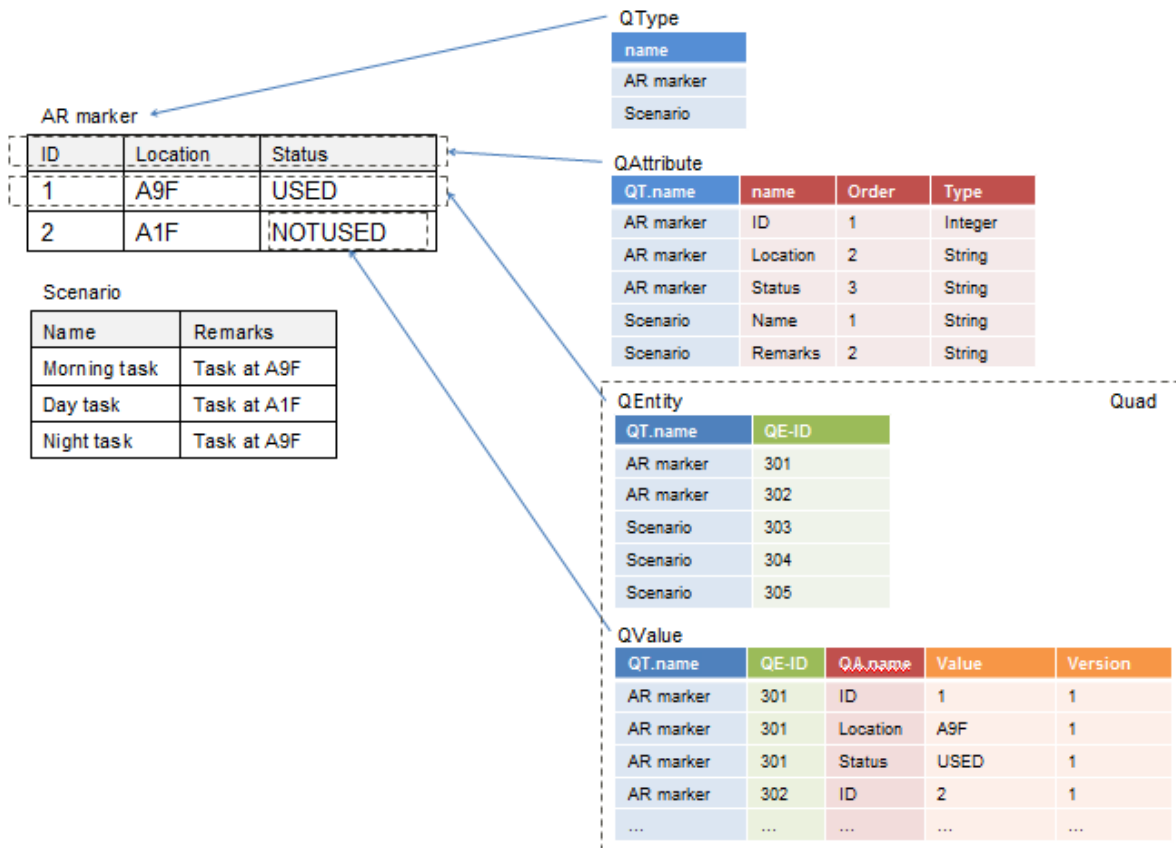 AR marker
ID Location Status
1 A9F USED
2 A1F NOTUSED
Scenario
Name Remarks
Morning task Task at A9F
Day task Task at A1F
Night task Task at A9F
QType
name
AR marker
Scenario
QAttribute
QT.name name Order Type
AR marker ID 1 Integer
AR marker Location 2 String
AR marker Status 3 String
Scenario Name 1 String
Scenario Remarks 2 String
QEntity Quad
QT.name QE-ID
AR marker 301
AR marker 302
Scenario 303
Scenario 304
Scenario 305
QValue
QT.name QE-ID QA.name Value Version
AR marker 301 ID 1 1
AR marker 301 Location A9F 1
AR marker 301 Status USED 1
AR marker 302 ID 2 1
... ... ... ... ...